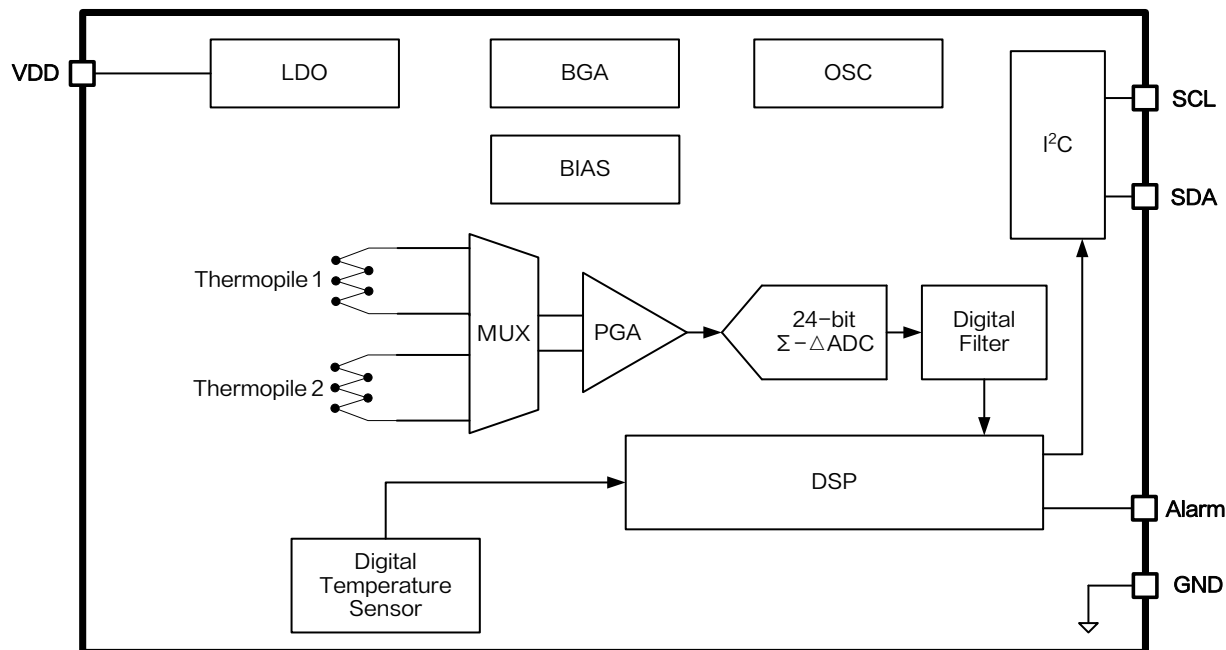 LDO
BGA
OSC
VDD
SCL
I²C
BIAS
SDA
Thermopile 1
MUX
PGA
24-bit
Σ-△ADC
Digital
Filter
Thermopile 2
DSP
Alarm
Digital
Temperature
Sensor
GND